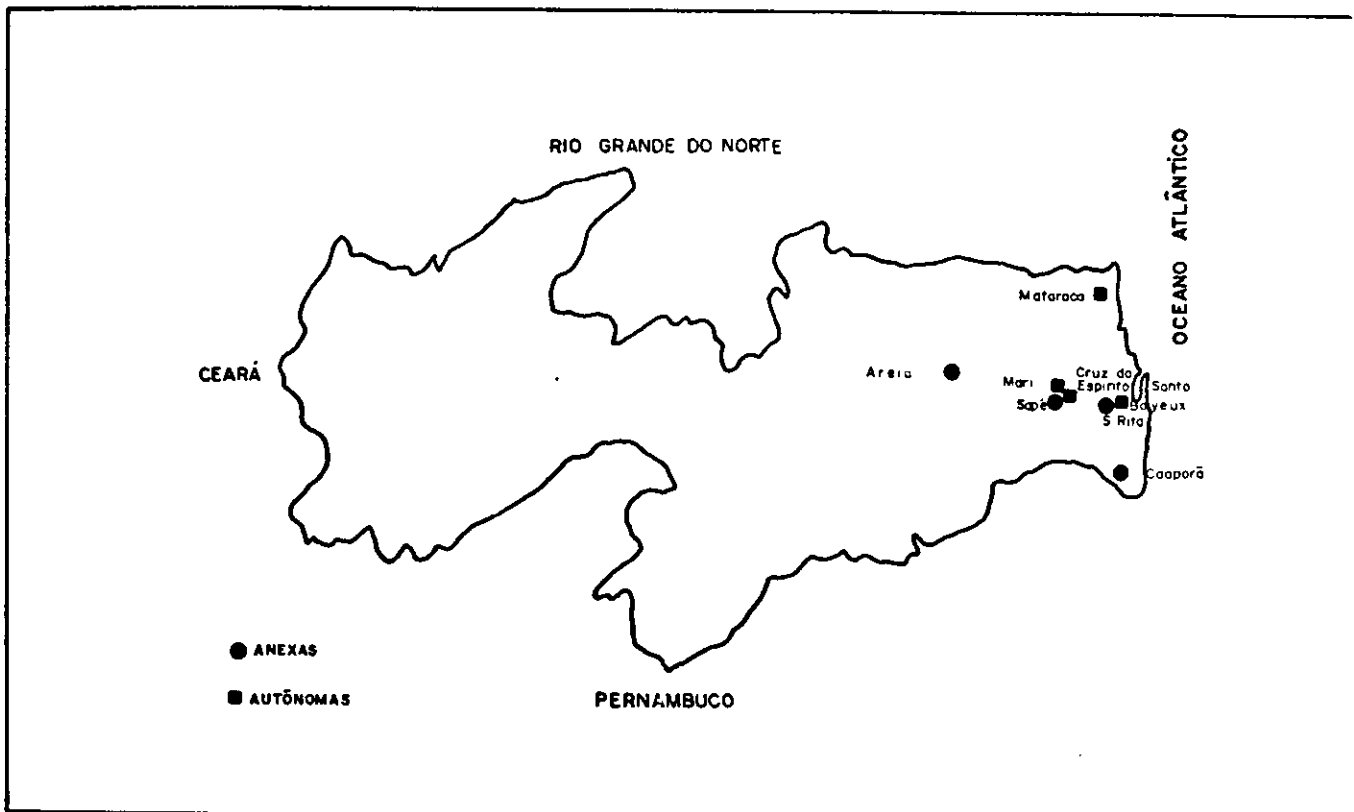 RIO GRANDE DO NORTE
OCEANO ATLÂNTICO
Mataraca
CEARÁ
Areia
Mari
Cruz do
Espirito Santo
Sapé
Bayeux
S Rita
Caaporã
ANEXAS
AUTÔNOMAS
PERNAMBUCO